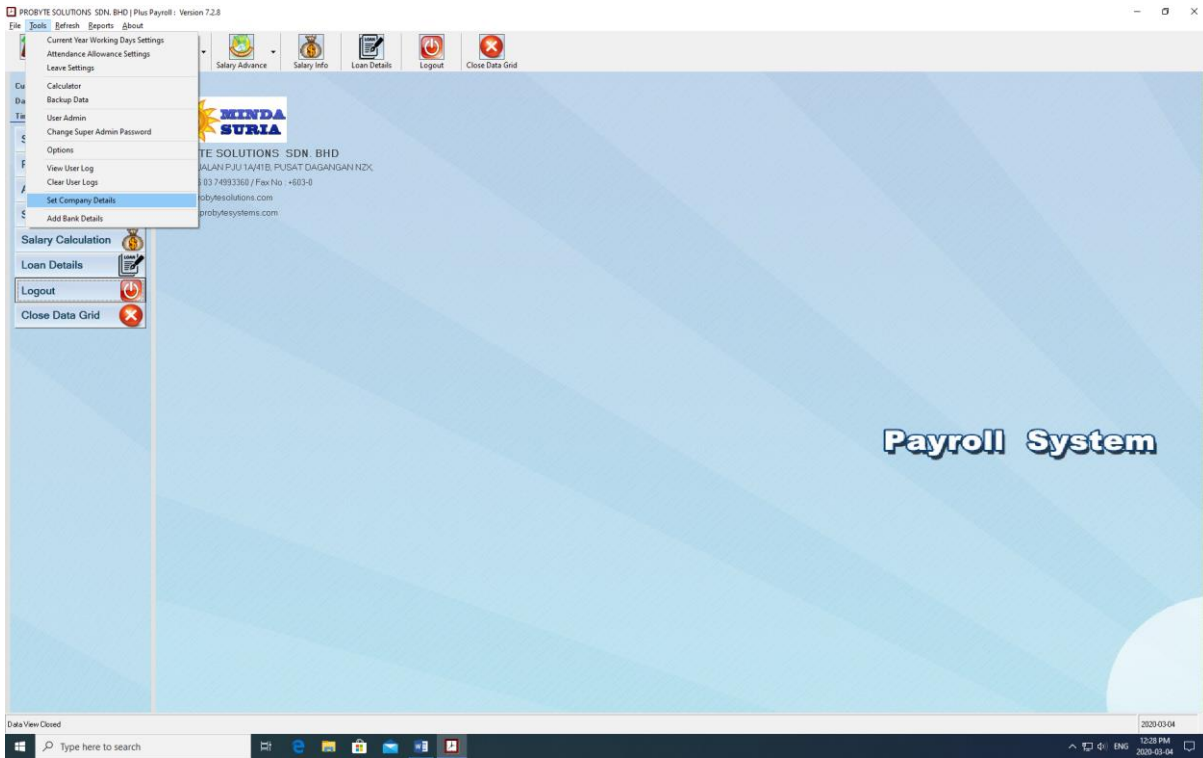 PROBYTE SOLUTIONS SDN. BHD | Plus Payroll : Version 7.2.8
File Tools Refresh Reports About
Current Year Working Days Settings
Attendance Allowance Settings
Leave Settings
Calculator
Backup Data
User Admin
Change Super Admin Password
Options
View User Log
Clear User Logs
Set Company Details
Add Bank Details
Salary Advance
Salary Info
Loan Details
Logout
Close Data Grid
MINDA
SURIA
TE SOLUTIONS SDN. BHD
JALAN PJU 1A/41B, PUSAT DAGANGAN NZX,
03 74993360 / Fax No :+603-0
obytesolutions.com
probytesystems.com
Salary Calculation
Loan Details
Logout
Close Data Grid
Payroll System
Data View Closed
2020-03-04
Type here to search
ENG
12:28 PM
2020-03-04